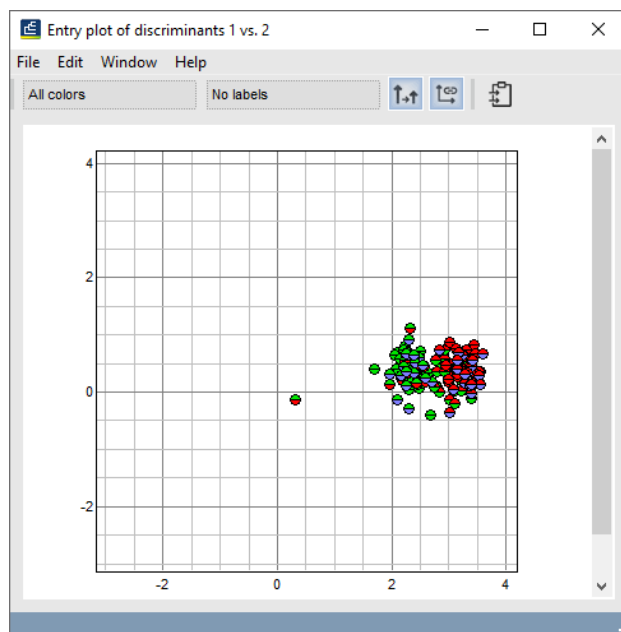 Entry plot of discriminants 1 vs. 2
File Edit Window Help
All colors No labels
4
2
0
-2
-2 0 2 4